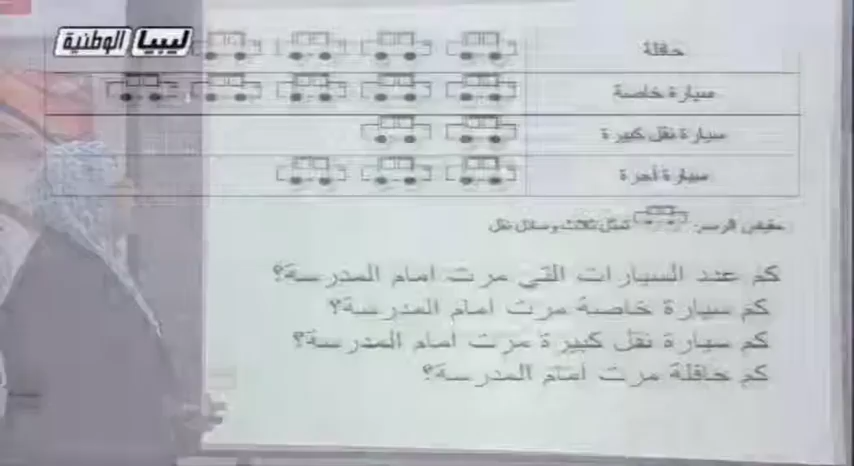 ليبيا الوطنية
حافلة
سيارة خاصة
سيارة نقل كبيرة
سيارة أجرة
مقياس الرسم: تمثل ثلاث وسائل نقل
كم عدد السيارات التي مرت امام المدرسة؟
كم سيارة خاصة مرت امام المدرسة؟
كم سيارة نقل كبيرة مرت امام المدرسة؟
كم حافلة مرت امام المدرسة؟